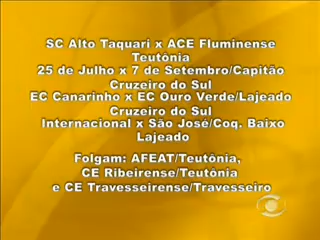 SC Alto Taquari x ACE Fluminense
Teutônia
25 de Julho x 7 de Setembro/Capitão
Cruzeiro do Sul
EC Canarinho x EC Ouro Verde/Lajeado
Cruzeiro do Sul
Internacional x São José/Coq. Baixo
Lajeado
Folgam: AFEAT/Teutônia,
CE Ribeirense/Teutônia
e CE Travesseirense/Travesseiro